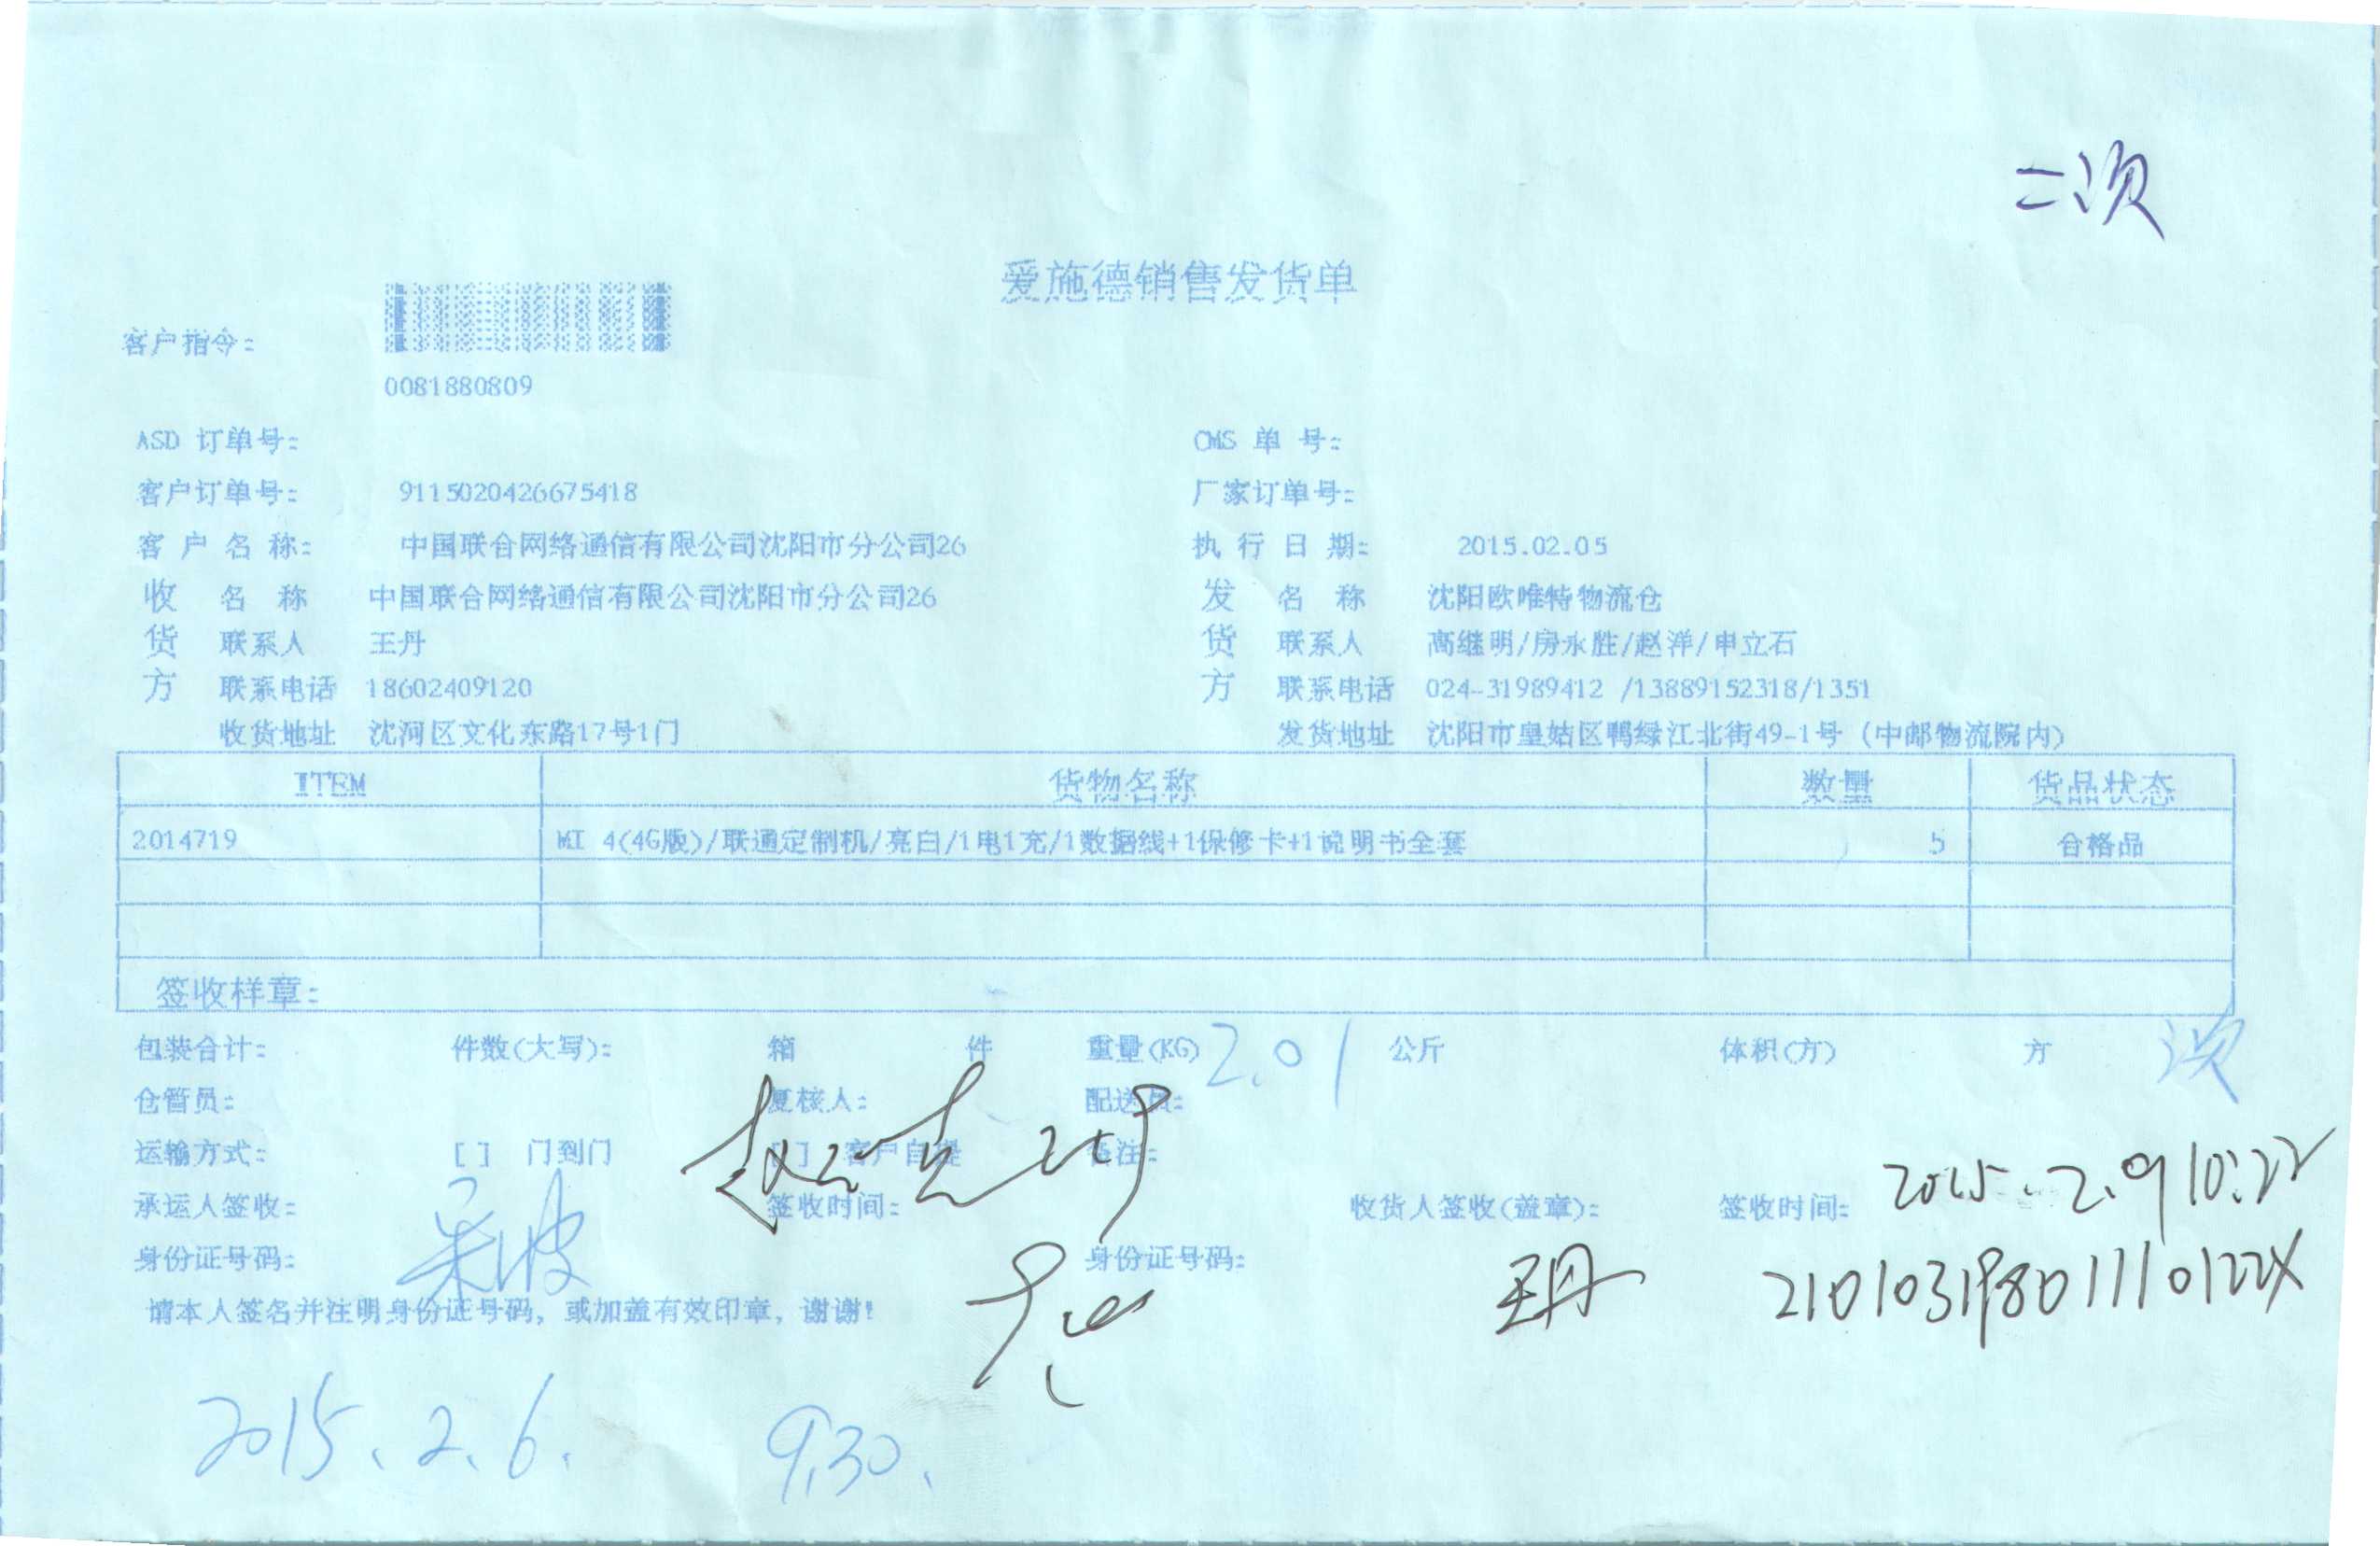 二次
爱施德销售发货单
客户指令:
0081880809
ASD 订单号: CMS 单 号:
客户订单号: 9115020426675418 厂家订单号:
客 户 名 称: 中国联合网络通信有限公司沈阳市分公司26 执 行 日 期: 2015.02.05
收 名 称 中国联合网络通信有限公司沈阳市分公司26 发 名 称 沈阳欧唯特物流仓
货 联系人 王丹 货 联系人 高继明/房永胜/赵洋/申立石
方 联系电话 18602409120 方 联系电话 024-31989412 /13889152318/1351
收货地址 沈河区文化东路17号1门 发货地址 沈阳市皇姑区鸭绿江北街49-1号 (中邮物流院内)
ITEM 货物名称 数量 货品状态
2014719 MI 4(4G版)/联通定制机/亮白/1电1充/1数据线+1保修卡+1说明书全套 5 合格品
签收样章:
包装合计: 件数(大写): 箱 件 重量(KG) 2.01 公斤 体积(方) 方 次
仓管员: 复核人: 配送员:
运输方式: [ ] 门到门 [ ] 客户自提 备注:
承运人签收: 签收时间: 收货人签收(盖章): 签收时间: 2015.2.9 10:22
身份证号码: 身份证号码: 王丹 21010319801110122X
请本人签名并注明身份证号码, 或加盖有效印章, 谢谢!
2015.2.6. 9.30.